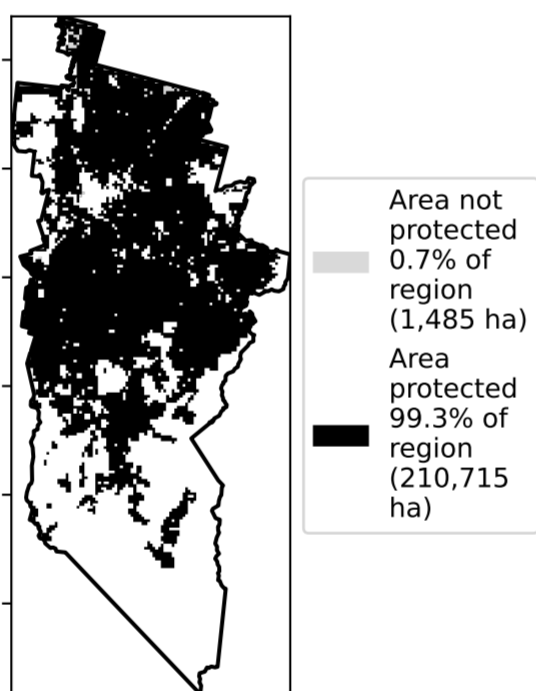 Area not
protected
0.7% of
region
(1,485 ha)
Area
protected
99.3% of
region
(210,715
ha)